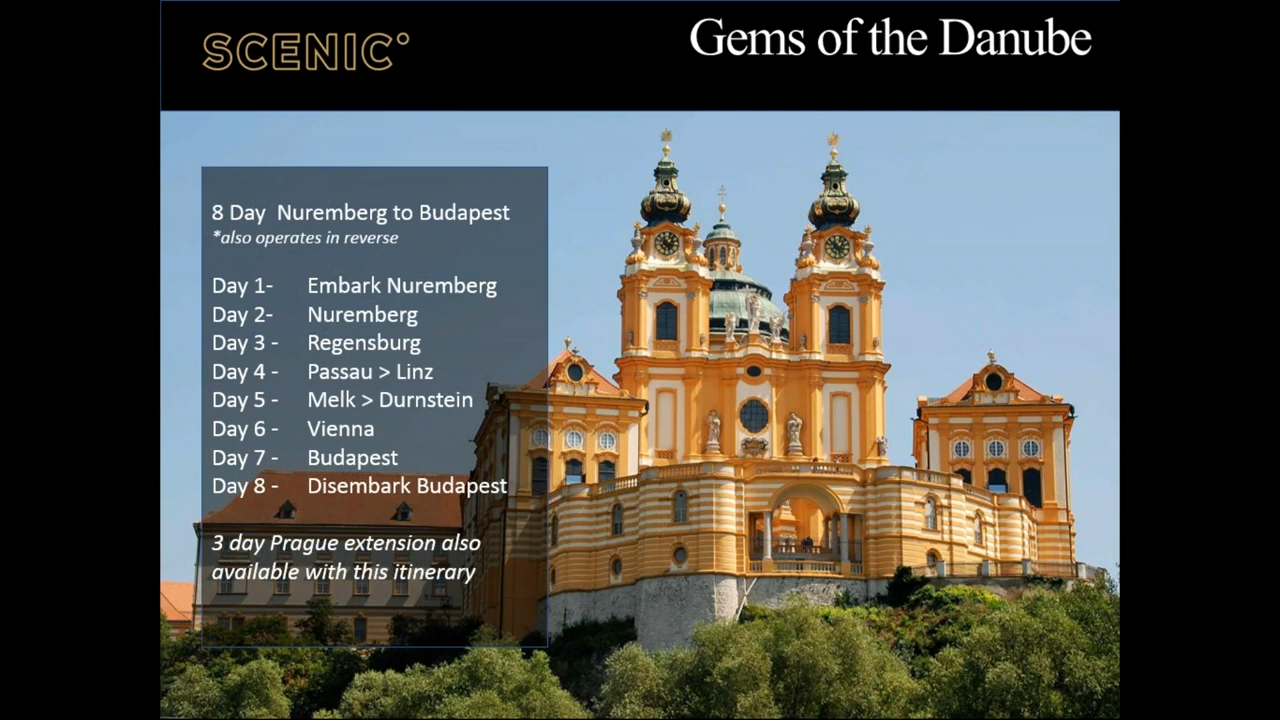 SCENIC°
Gems of the Danube
8 Day Nuremberg to Budapest
*also operates in reverse
Day 1- Embark Nuremberg
Day 2- Nuremberg
Day 3 - Regensburg
Day 4 - Passau > Linz
Day 5 - Melk > Durnstein
Day 6 - Vienna
Day 7 - Budapest
Day 8 - Disembark Budapest
3 day Prague extension also
available with this itinerary